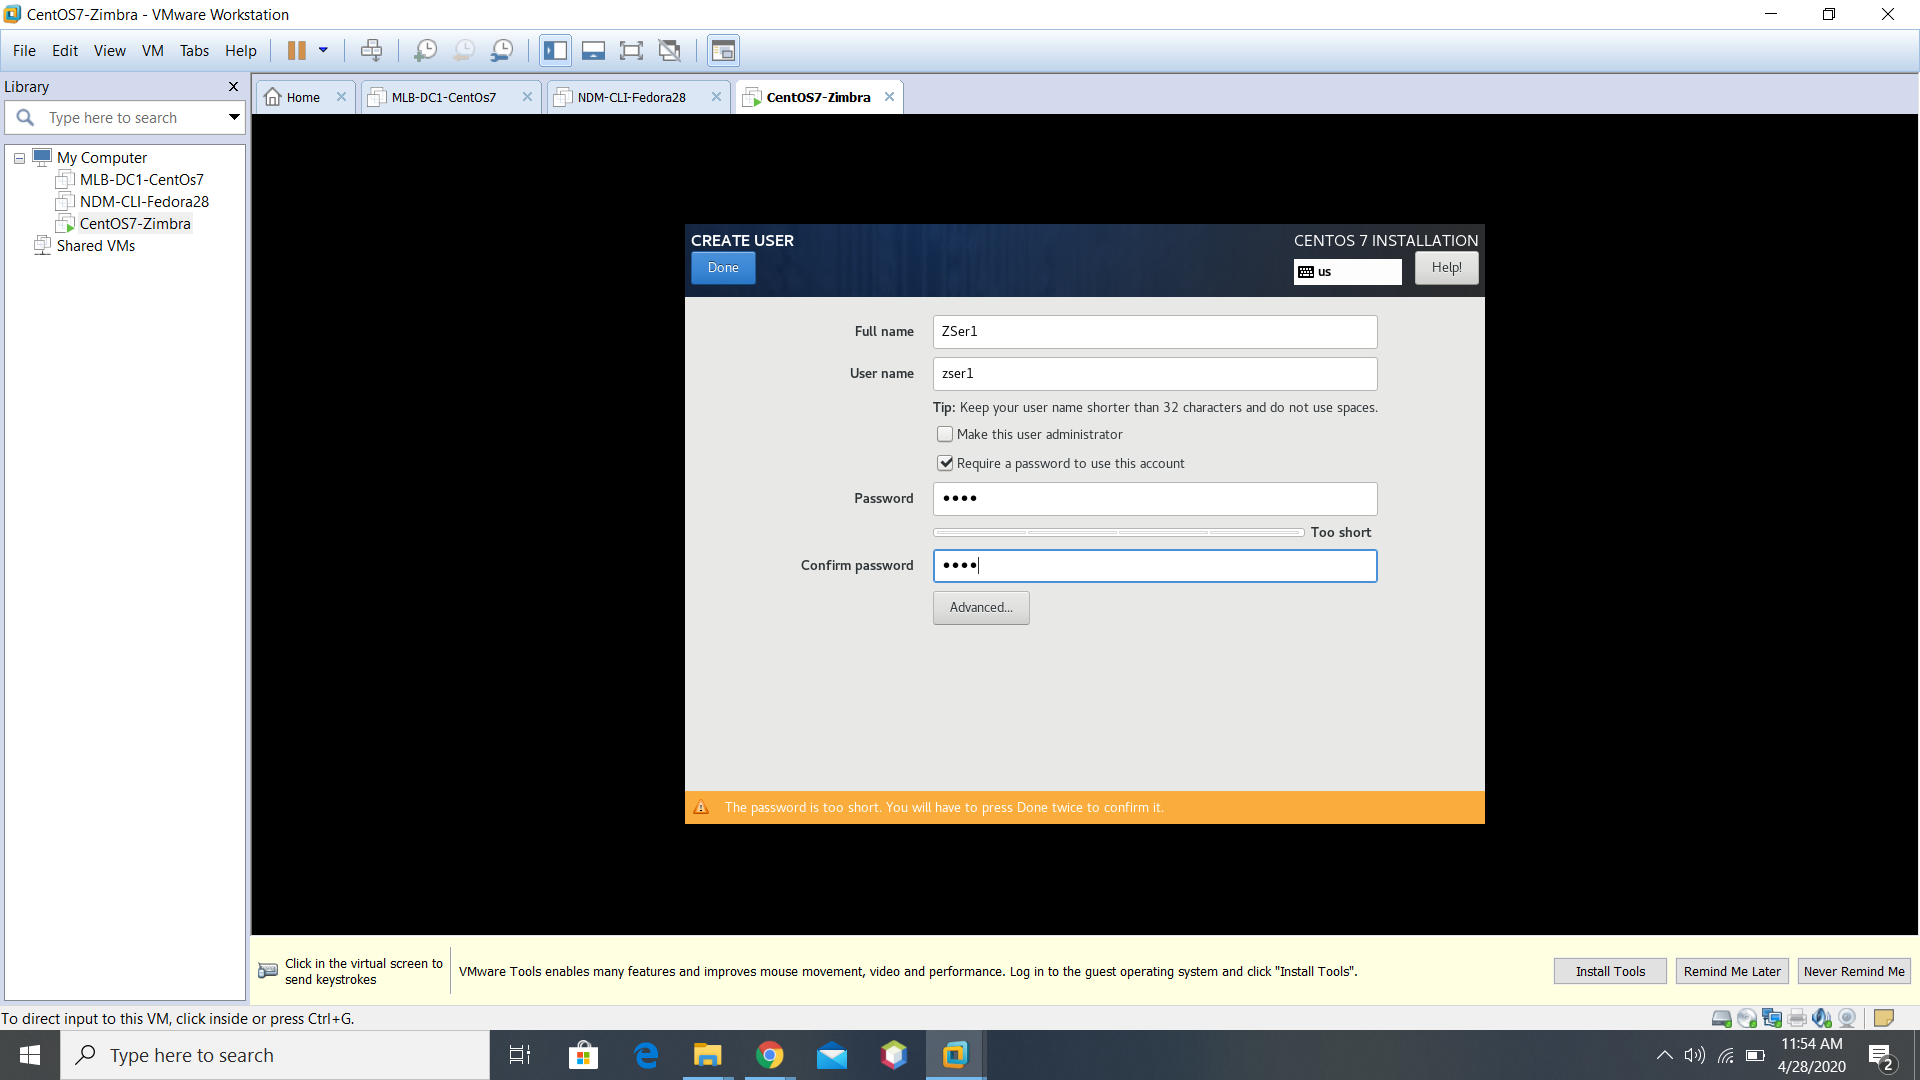 CentOS7-Zimbra - VMware Workstation
File Edit View VM Tabs Help
Library
Home MLB-DC1-CentOs7 NDM-CLI-Fedora28 CentOS7-Zimbra
Type here to search
My Computer
MLB-DC1-CentOs7
NDM-CLI-Fedora28
CentOS7-Zimbra
Shared VMs
CREATE USER CENTOS 7 INSTALLATION
Done us Help!
Full name ZSer1
User name zser1
Tip: Keep your user name shorter than 32 characters and do not use spaces.
Make this user administrator
Require a password to use this account
Password ••••
Too short
Confirm password ••••
Advanced...
The password is too short. You will have to press Done twice to confirm it.
Click in the virtual screen to
send keystrokes
VMware Tools enables many features and improves mouse movement, video and performance. Log in to the guest operating system and click "Install Tools".
Install Tools Remind Me Later Never Remind Me
To direct input to this VM, click inside or press Ctrl+G.
Type here to search
11:54 AM
4/28/2020
2